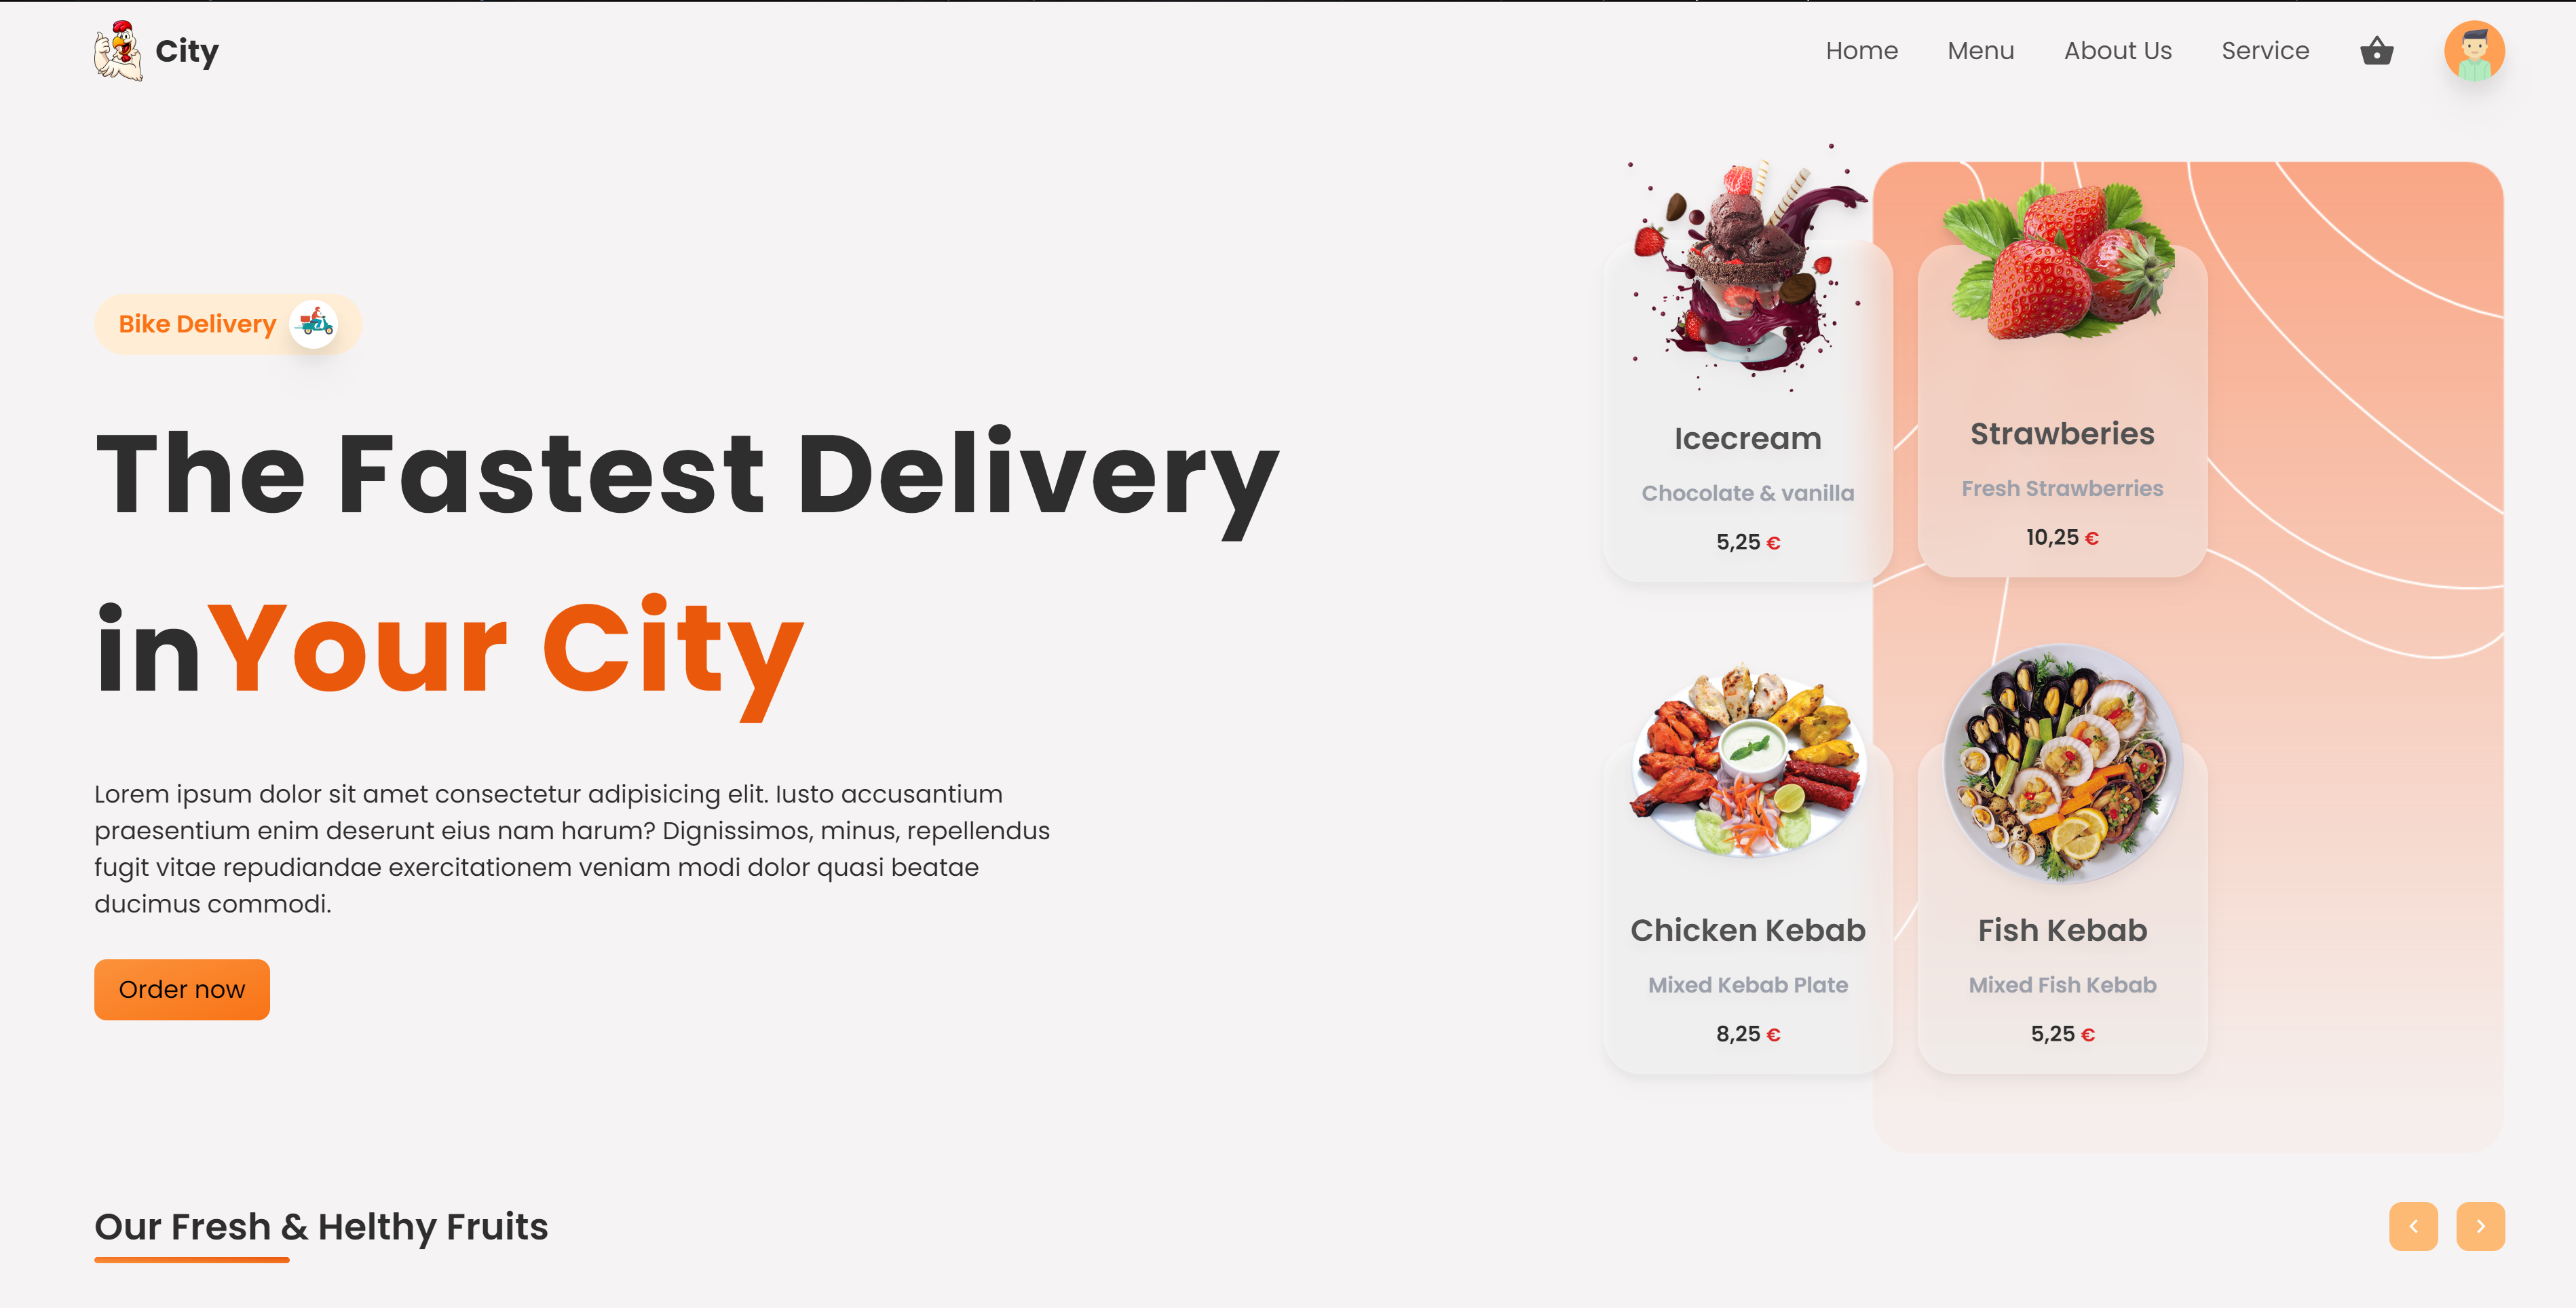 City
Home Menu About Us Service
Bike Delivery
The Fastest Delivery
inYour City
Lorem ipsum dolor sit amet consectetur adipisicing elit. Iusto accusantium
praesentium enim deserunt eius nam harum? Dignissimos, minus, repellendus
fugit vitae repudiandae exercitationem veniam modi dolor quasi beatae
ducimus commodi.
Order now
Icecream
Chocolate & vanilla
5,25 €
Strawberies
Fresh Strawberries
10,25 €
Chicken Kebab
Mixed Kebab Plate
8,25 €
Fish Kebab
Mixed Fish Kebab
5,25 €
Our Fresh & Helthy Fruits